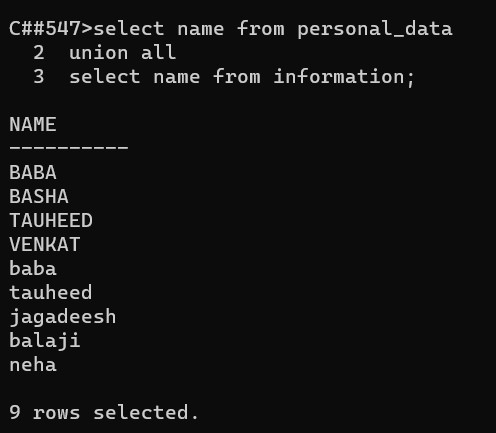 C##547>select name from personal_data
  2  union all
  3  select name from information;

NAME
----------
BABA
BASHA
TAUHEED
VENKAT
baba
tauheed
jagadeesh
balaji
neha

9 rows selected.